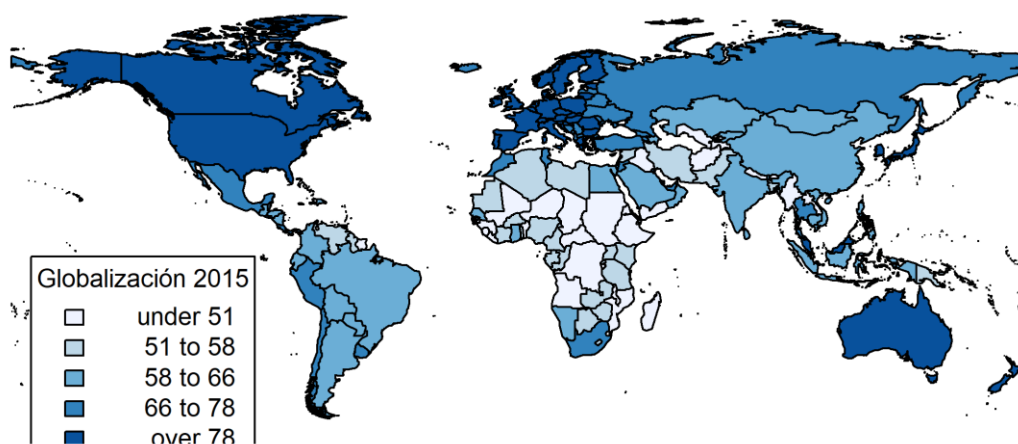 Globalización 2015
under 51
51 to 58
58 to 66
66 to 78
over 78